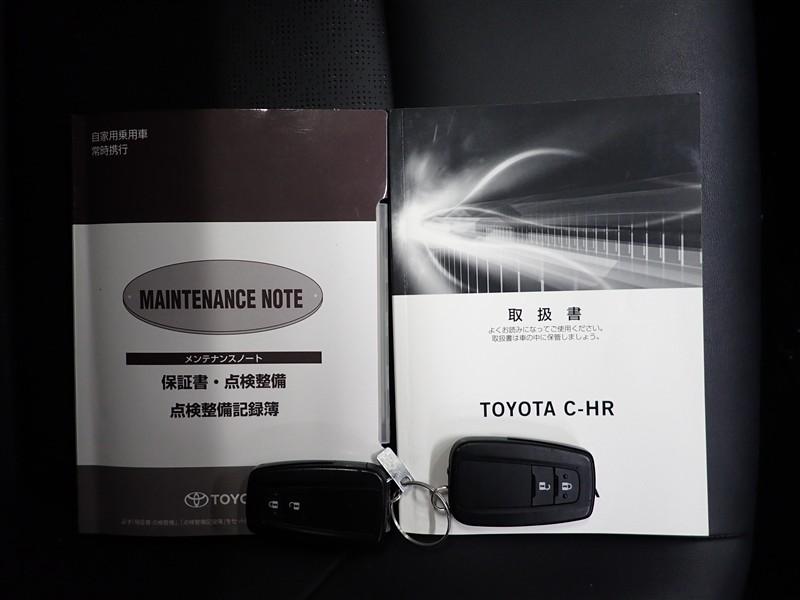 自家用乗用車
常時携行
MAINTENANCE NOTE
メンテナンスノート
保証書・点検整備
点検整備記録簿
TOYO
取扱書
よくお読みになってご使用ください。
取扱書は車の中に保管しましょう。
TOYOTA C-HR